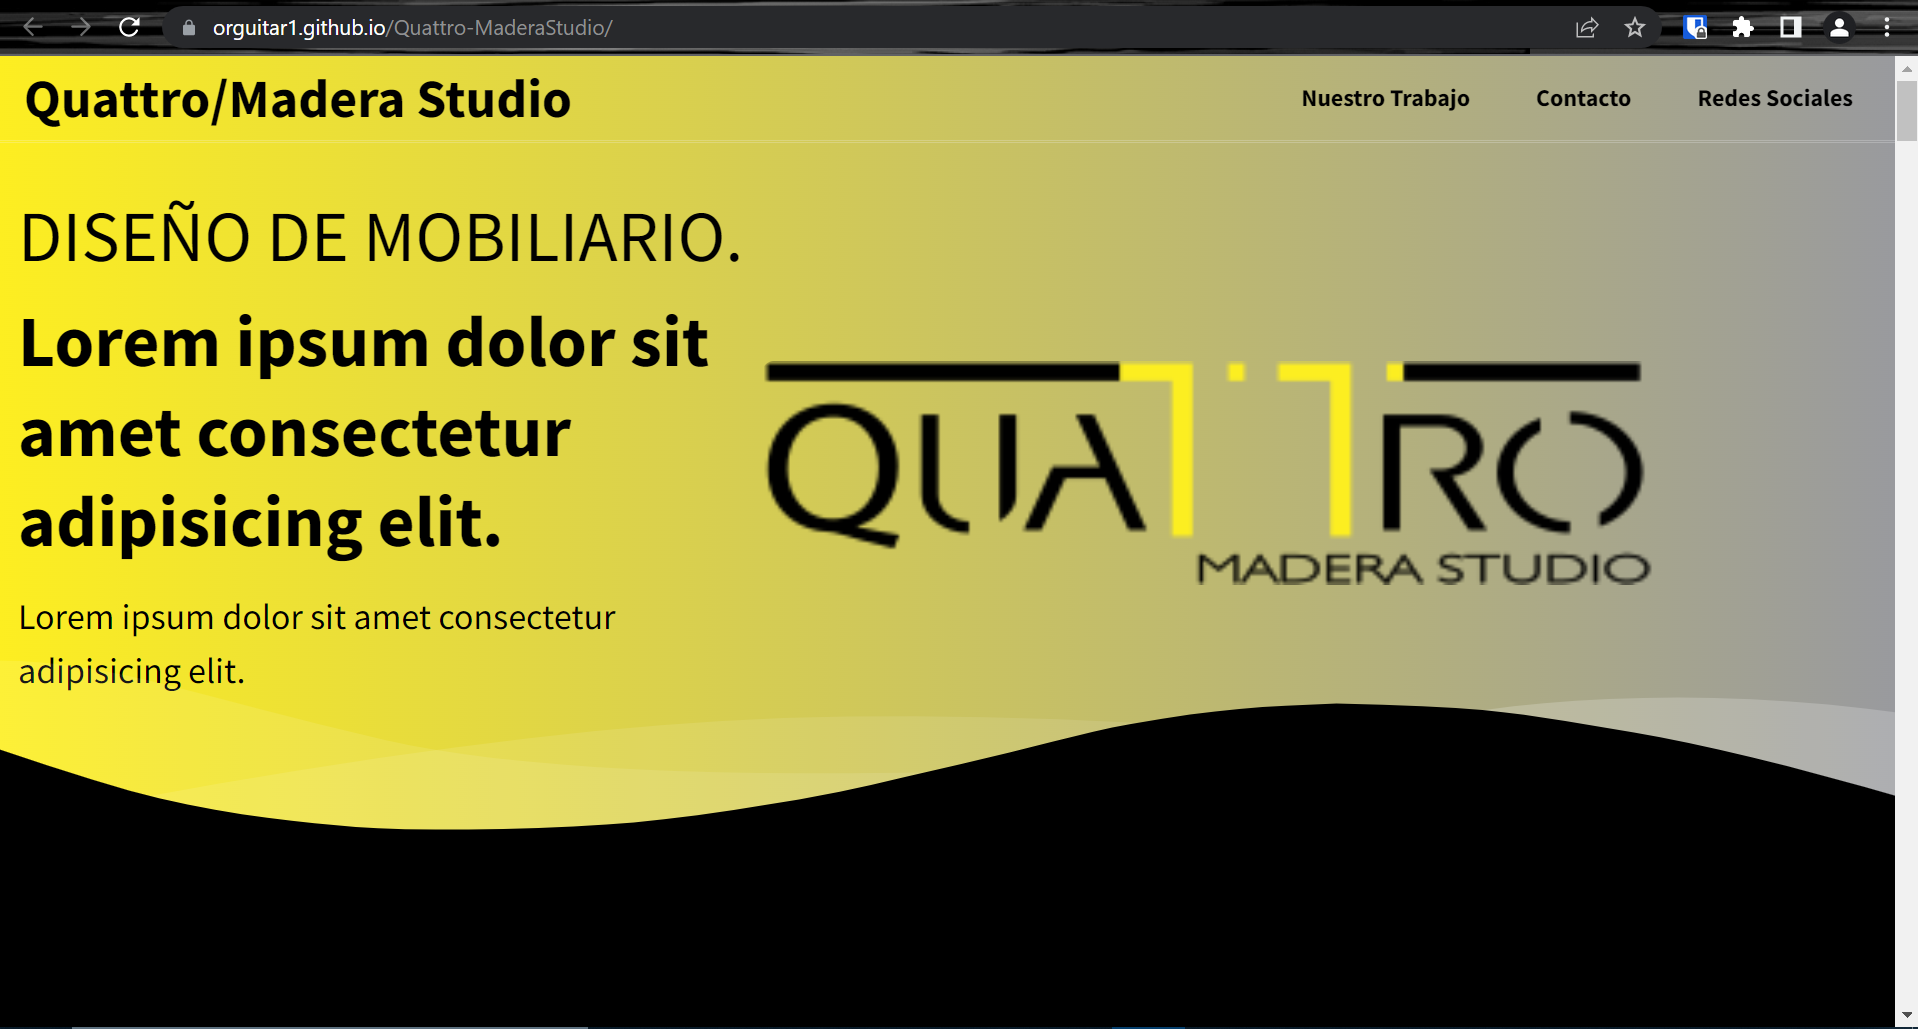 orguitar1.github.io/Quattro-MaderaStudio/
Quattro/Madera Studio
Nuestro Trabajo
Contacto
Redes Sociales
DISEÑO DE MOBILIARIO.
Lorem ipsum dolor sit
amet consectetur
adipisicing elit.
Lorem ipsum dolor sit amet consectetur
adipisicing elit.
QUATTRO
MADERA STUDIO